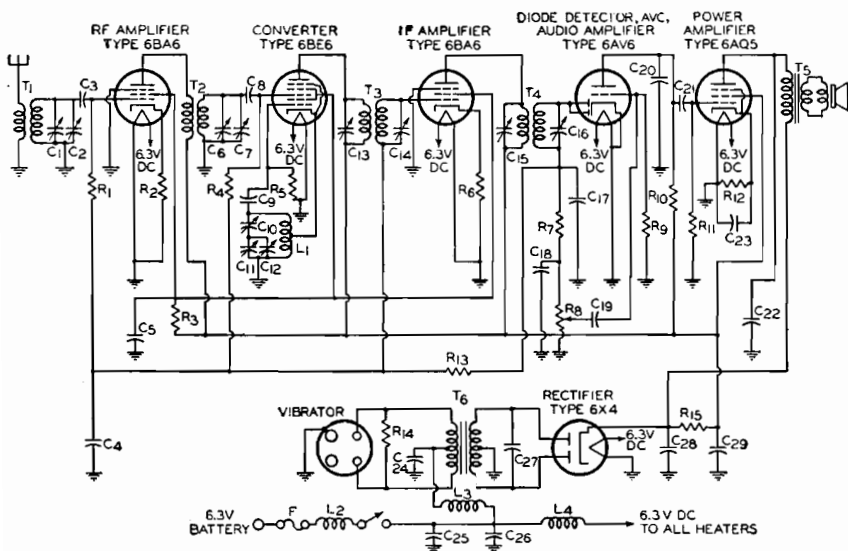 RF AMPLIFIER
TYPE 6BA6
CONVERTER
TYPE 6BE6
IF AMPLIFIER
TYPE 6BA6
DIODE DETECTOR, AVC,
AUDIO AMPLIFIER
TYPE 6AV6
POWER
AMPLIFIER
TYPE 6AQ5
T1
C3
T2
C8
T3
T4
C20
C21
T5
6.3V
DC
6.3V
DC
6.3V
DC
6.3V
DC
6.3V
DC
C1
C2
C6
C7
C13
C14
C15
C16
R1
R2
R4
R5
C9
C10
L1
C11
C12
R6
R7
C17
R9
R10
R11
R12
C23
C18
R8
C19
C22
C5
R3
R13
C4
VIBRATOR
R14
C24
T6
C27
RECTIFIER
TYPE 6X4
6.3V
DC
R15
C28
C29
L3
6.3V
BATTERY
F
L2
C25
C26
L4
6.3V DC
TO ALL HEATERS